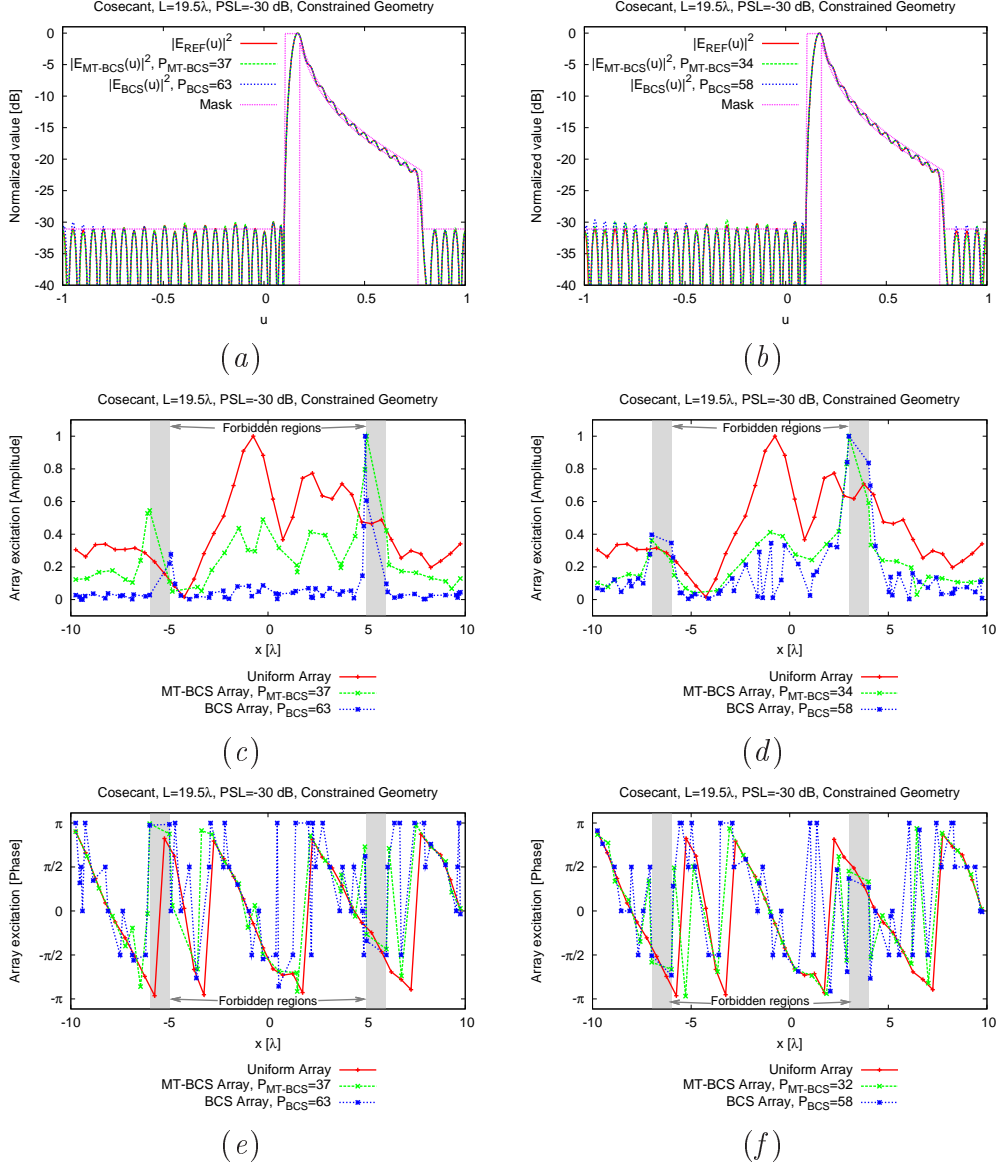 Cosecant, L=19.5λ, PSL=-30 dB, Constrained Geometry
Normalized value [dB]
0
-5
-10
-15
-20
-25
-30
-35
-40
|E_REF(u)|^2
|E_MT-BCS(u)|^2, P_MT-BCS=37
|E_BCS(u)|^2, P_BCS=63
Mask
-1 -0.5 0 0.5 1
u
(a)
Cosecant, L=19.5λ, PSL=-30 dB, Constrained Geometry
Normalized value [dB]
0
-5
-10
-15
-20
-25
-30
-35
-40
|E_REF(u)|^2
|E_MT-BCS(u)|^2, P_MT-BCS=34
|E_BCS(u)|^2, P_BCS=58
Mask
-1 -0.5 0 0.5 1
u
(b)
Cosecant, L=19.5λ, PSL=-30 dB, Constrained Geometry
Array excitation [Amplitude]
Forbidden regions
1
0.8
0.6
0.4
0.2
0
-10 -5 0 5 10
x [λ]
Uniform Array
MT-BCS Array, P_MT-BCS=37
BCS Array, P_BCS=63
(c)
Cosecant, L=19.5λ, PSL=-30 dB, Constrained Geometry
Array excitation [Amplitude]
Forbidden regions
1
0.8
0.6
0.4
0.2
0
-10 -5 0 5 10
x [λ]
Uniform Array
MT-BCS Array, P_MT-BCS=34
BCS Array, P_BCS=58
(d)
Cosecant, L=19.5λ, PSL=-30 dB, Constrained Geometry
Array excitation [Phase]
π
π/2
0
-π/2
-π
Forbidden regions
-10 -5 0 5 10
x [λ]
Uniform Array
MT-BCS Array, P_MT-BCS=37
BCS Array, P_BCS=63
(e)
Cosecant, L=19.5λ, PSL=-30 dB, Constrained Geometry
Array excitation [Phase]
π
π/2
0
-π/2
-π
Forbidden regions
-10 -5 0 5 10
x [λ]
Uniform Array
MT-BCS Array, P_MT-BCS=32
BCS Array, P_BCS=58
(f)